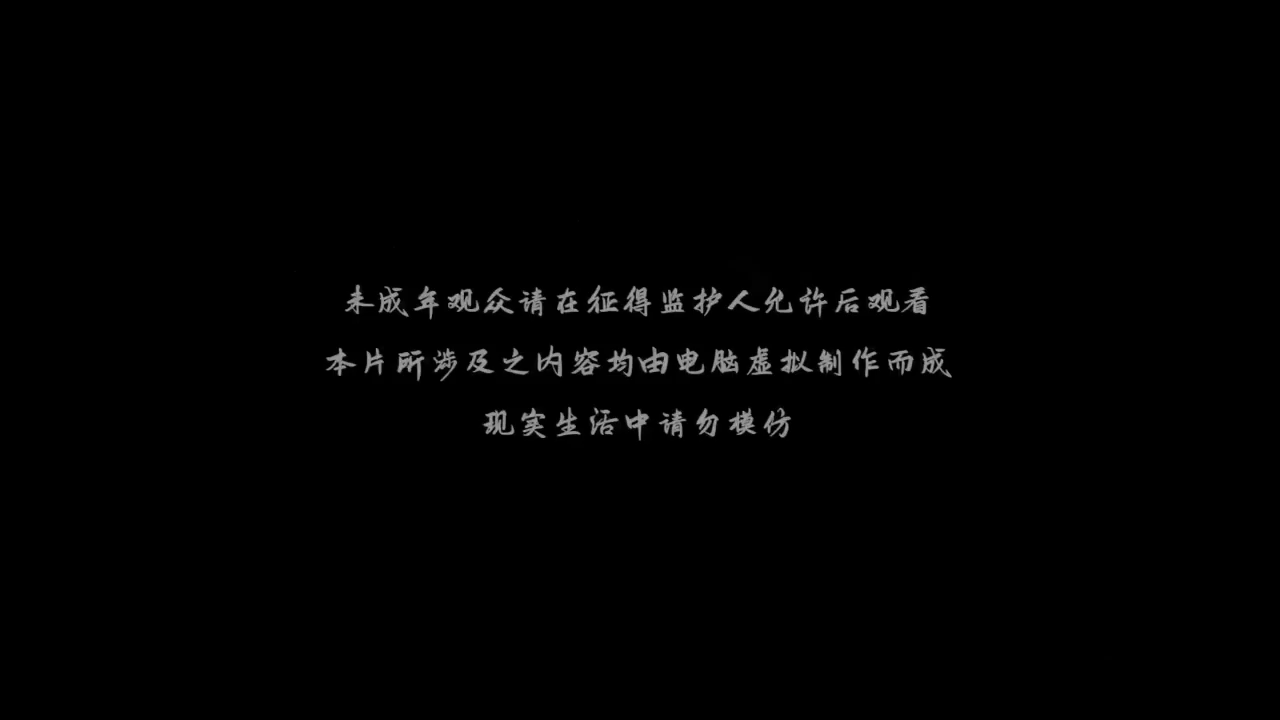 未成年观众请在征得监护人允许后观看
本片所涉及之内容均由电脑虚拟制作而成
现实生活中请勿模仿